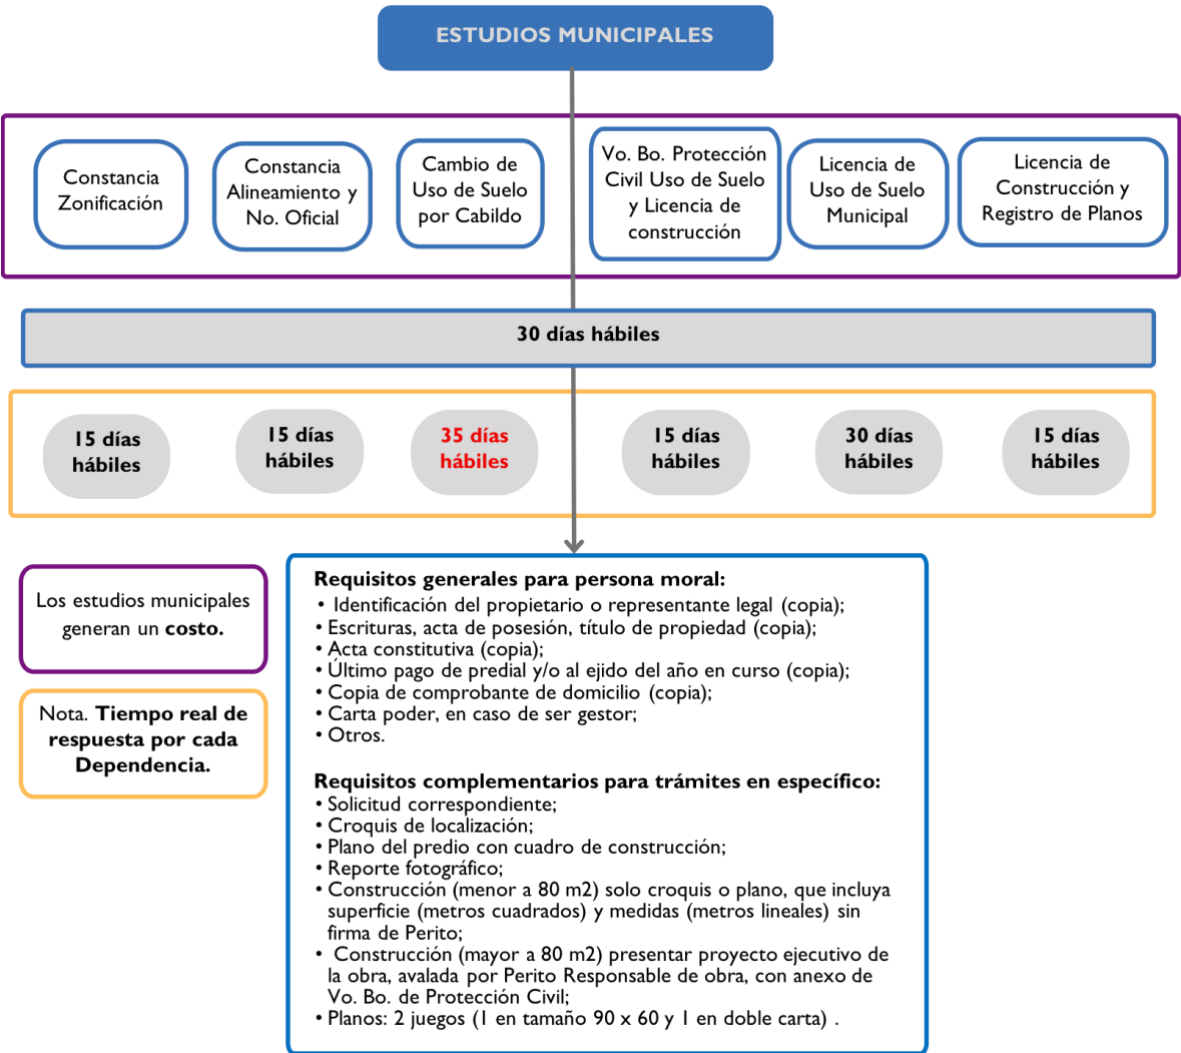 ESTUDIOS MUNICIPALES
Constancia
Zonificación
Constancia
Alineamiento y
No. Oficial
Cambio de
Uso de Suelo
por Cabildo
Vo. Bo. Protección
Civil Uso de Suelo
y Licencia de
construcción
Licencia de
Uso de Suelo
Municipal
Licencia de
Construcción y
Registro de Planos
30 días hábiles
15 días
hábiles
15 días
hábiles
35 días
hábiles
15 días
hábiles
30 días
hábiles
15 días
hábiles
Los estudios municipales
generan un costo.
Nota. Tiempo real de
respuesta por cada
Dependencia.
Requisitos generales para persona moral:
• Identificación del propietario o representante legal (copia);
• Escrituras, acta de posesión, título de propiedad (copia);
• Acta constitutiva (copia);
• Último pago de predial y/o al ejido del año en curso (copia);
• Copia de comprobante de domicilio (copia);
• Carta poder, en caso de ser gestor;
• Otros.
Requisitos complementarios para trámites en específico:
• Solicitud correspondiente;
• Croquis de localización;
• Plano del predio con cuadro de construcción;
• Reporte fotográfico;
• Construcción (menor a 80 m2) solo croquis o plano, que incluya
superficie (metros cuadrados) y medidas (metros lineales) sin
firma de Perito;
• Construcción (mayor a 80 m2) presentar proyecto ejecutivo de
la obra, avalada por Perito Responsable de obra, con anexo de
Vo. Bo. de Protección Civil;
• Planos: 2 juegos (1 en tamaño 90 x 60 y 1 en doble carta) .